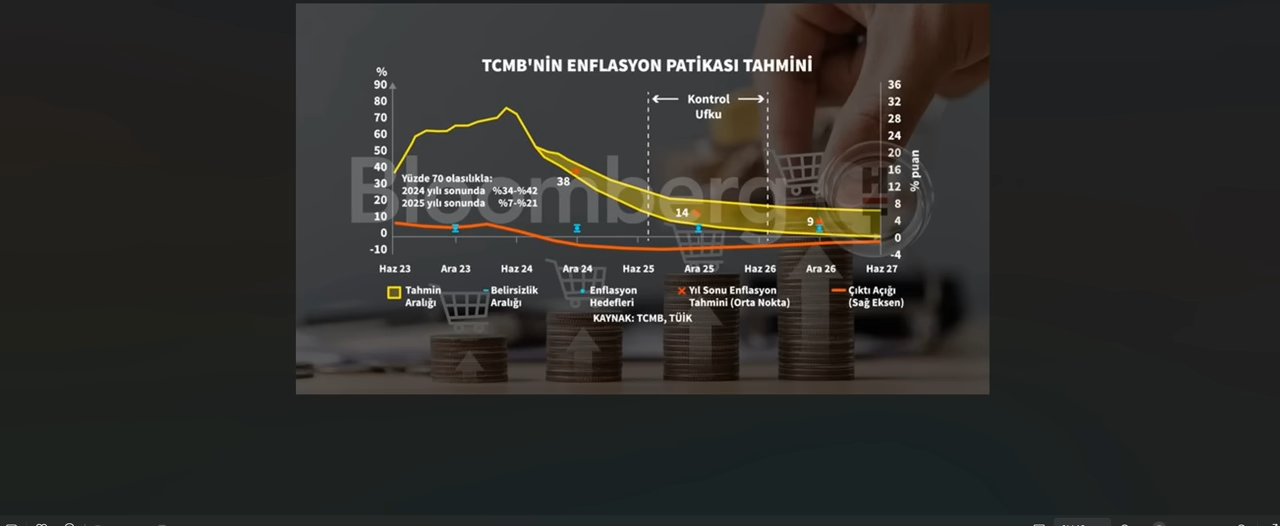 TCMB'NİN ENFLASYON PATİKASI TAHMİNİ
%
90
80
70
60
50
40
30
20
10
0
-10
36
32
28
24
20
16
12
8
4
0
-4
% puan
Kontrol
Ufku
Bloomberg
Yüzde 70 olasılıkla:
2024 yılı sonunda %34-%42
2025 yılı sonunda %7-%21
38
14
9
Haz 23 Ara 23 Haz 24 Ara 24 Haz 25 Ara 25 Haz 26 Ara 26 Haz 27
Tahmin
Aralığı
Belirsizlik
Aralığı
Enflasyon
Hedefleri
Yıl Sonu Enflasyon
Tahmini (Orta Nokta)
Çıktı Açığı
(Sağ Eksen)
KAYNAK: TCMB, TÜİK